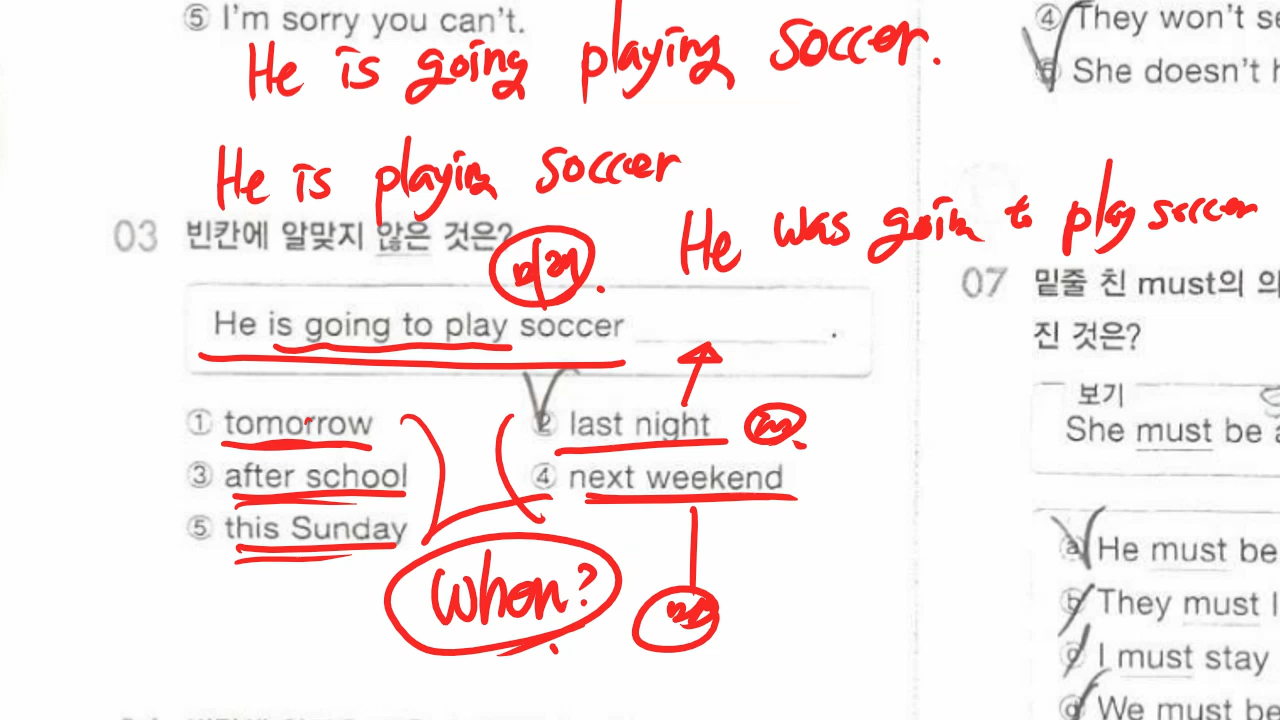 ⑤ I'm sorry you can't.
He is going playing soccer.
He is playing soccer
03 빈칸에 알맞지 않은 것은?
미래
He was goin to play soccer
He is going to play soccer ____________.
① tomorrow ② last night
③ after school ④ next weekend
⑤ this Sunday
When?
④ They won't se
⑤ She doesn't h
07 밑줄 친 must의 의
진 것은?
보기
She must be a
ⓐ He must be
ⓑ They must l
ⓒ I must stay
ⓓ We must be